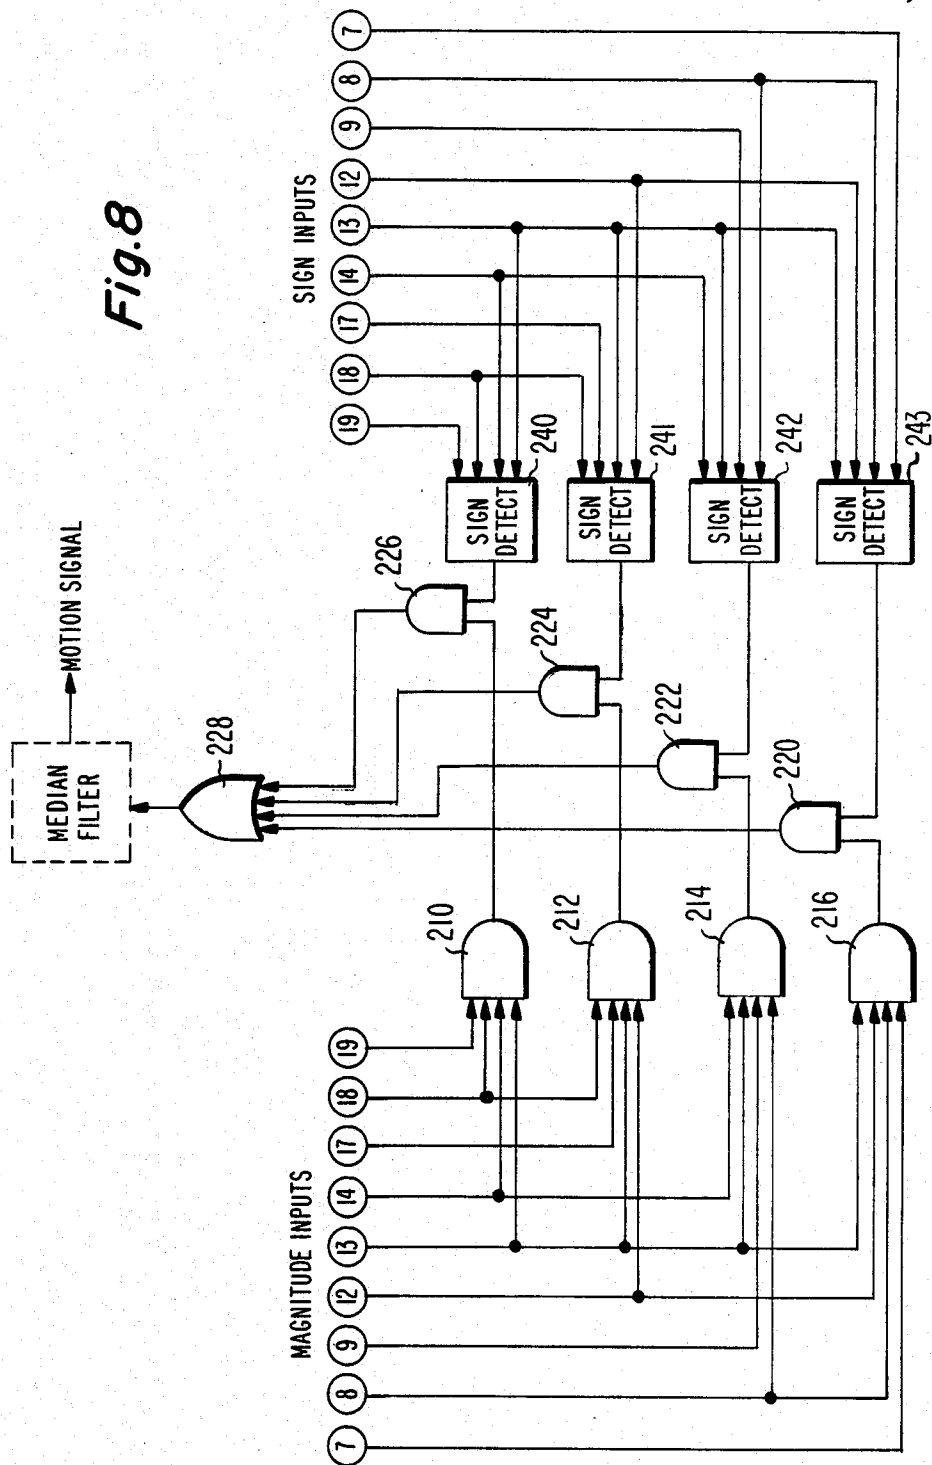 Fig.8
MEDIAN
FILTER
MOTION SIGNAL
228
226
224
222
220
210
212
214
216
SIGN
DETECT
240
SIGN
DETECT
241
SIGN
DETECT
242
SIGN
DETECT
243
MAGNITUDE INPUTS
7
8
9
12
13
14
17
18
19
SIGN INPUTS
19
18
17
14
13
12
9
8
7